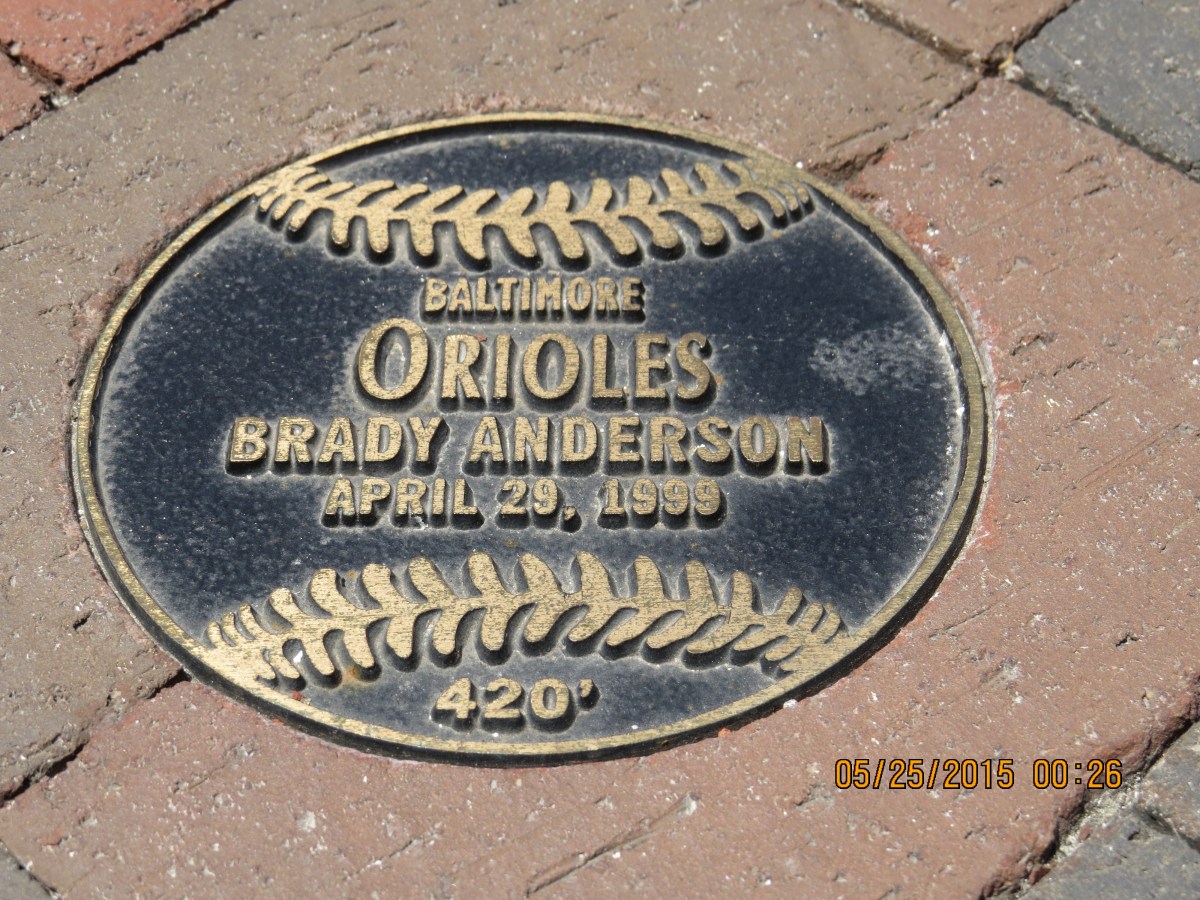 BALTIMORE
ORIOLES
BRADY ANDERSON
APRIL 29, 1999
420'
05/25/2015 00:26